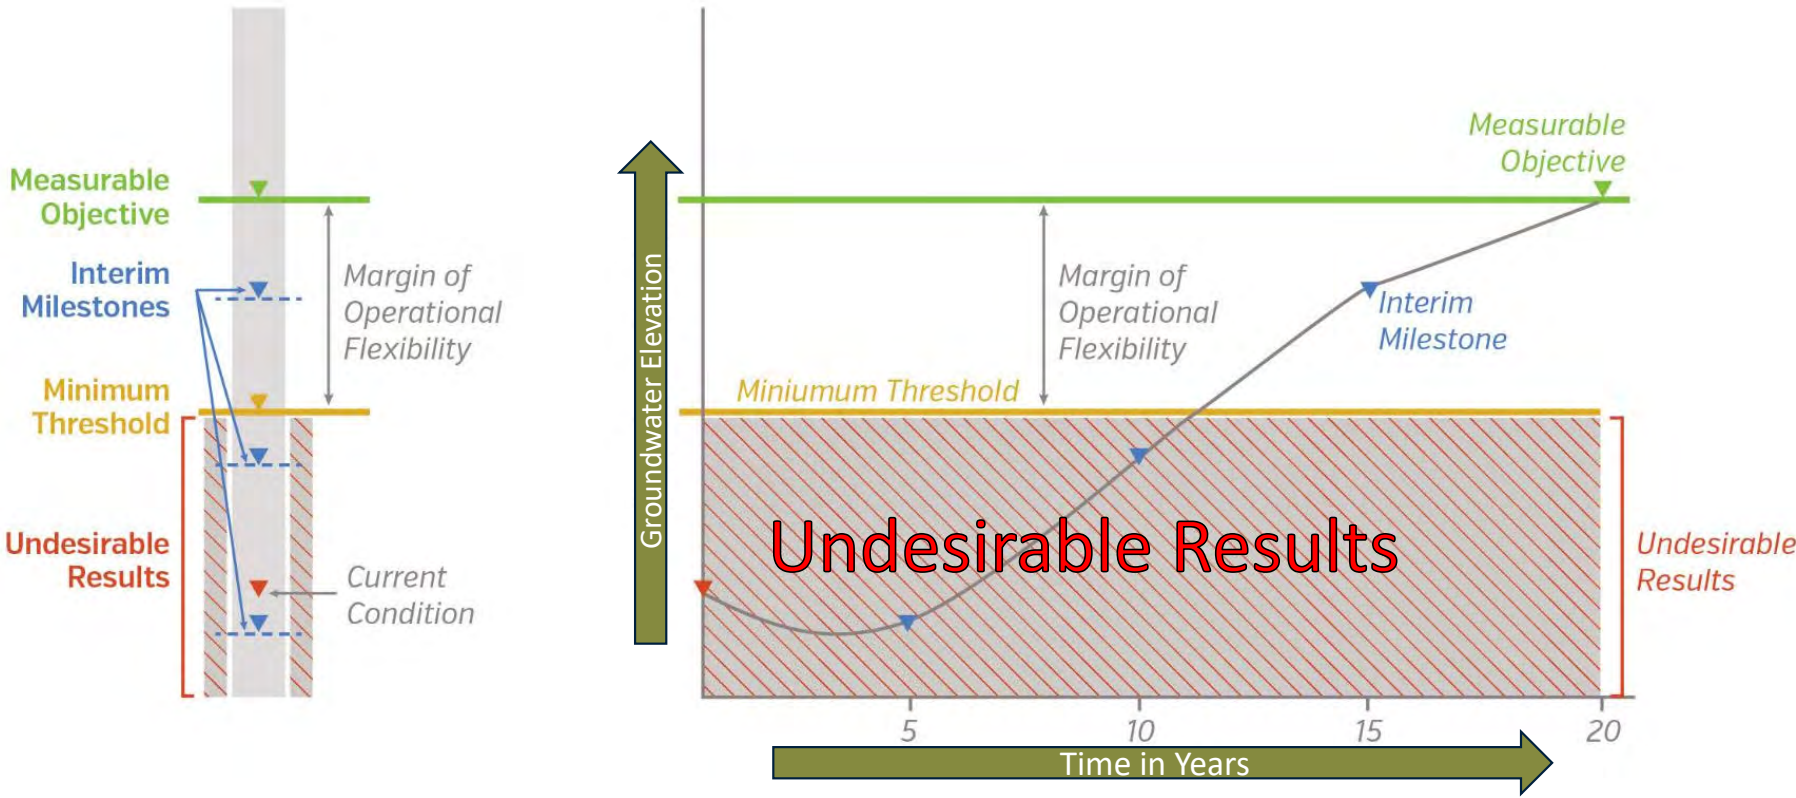 Measurable
Objective
Interim
Milestones
Minimum
Threshold
Undesirable
Results
Margin of
Operational
Flexibility
Current
Condition
Groundwater Elevation
Measurable
Objective
Margin of
Operational
Flexibility
Interim
Milestone
Miniumum Threshold
Undesirable Results
Undesirable
Results
5 10 15 20
Time in Years